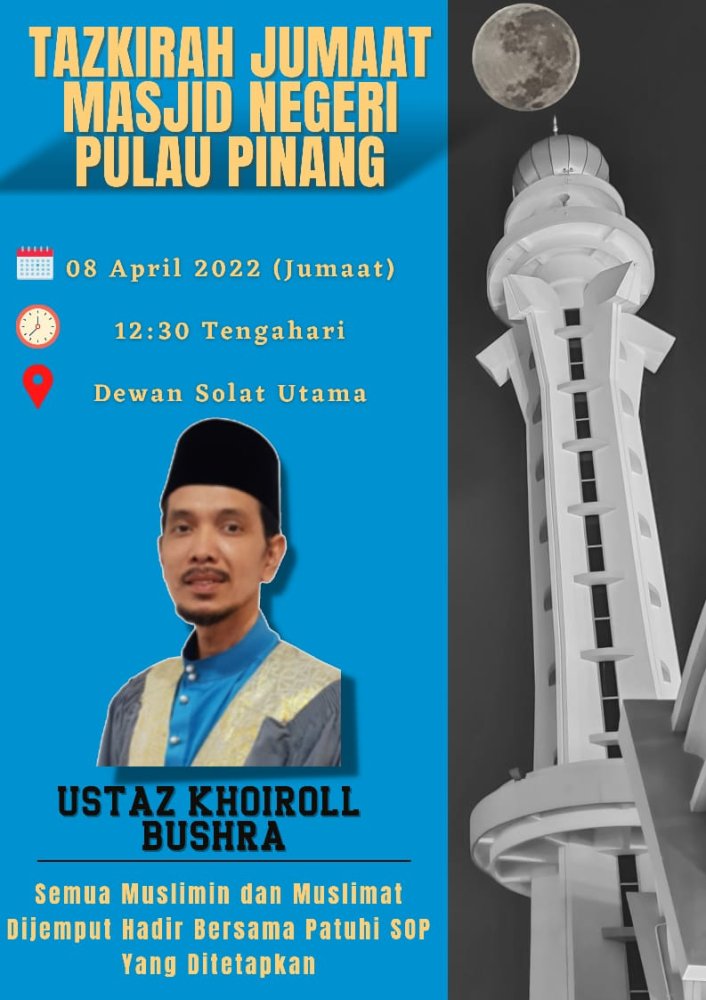 TAZKIRAH JUMAAT
MASJID NEGERI
PULAU PINANG
08 April 2022 (Jumaat)
12:30 Tengahari
Dewan Solat Utama
USTAZ KHOIROLL
BUSHRA
Semua Muslimin dan Muslimat
Dijemput Hadir Bersama Patuhi SOP
Yang Ditetapkan